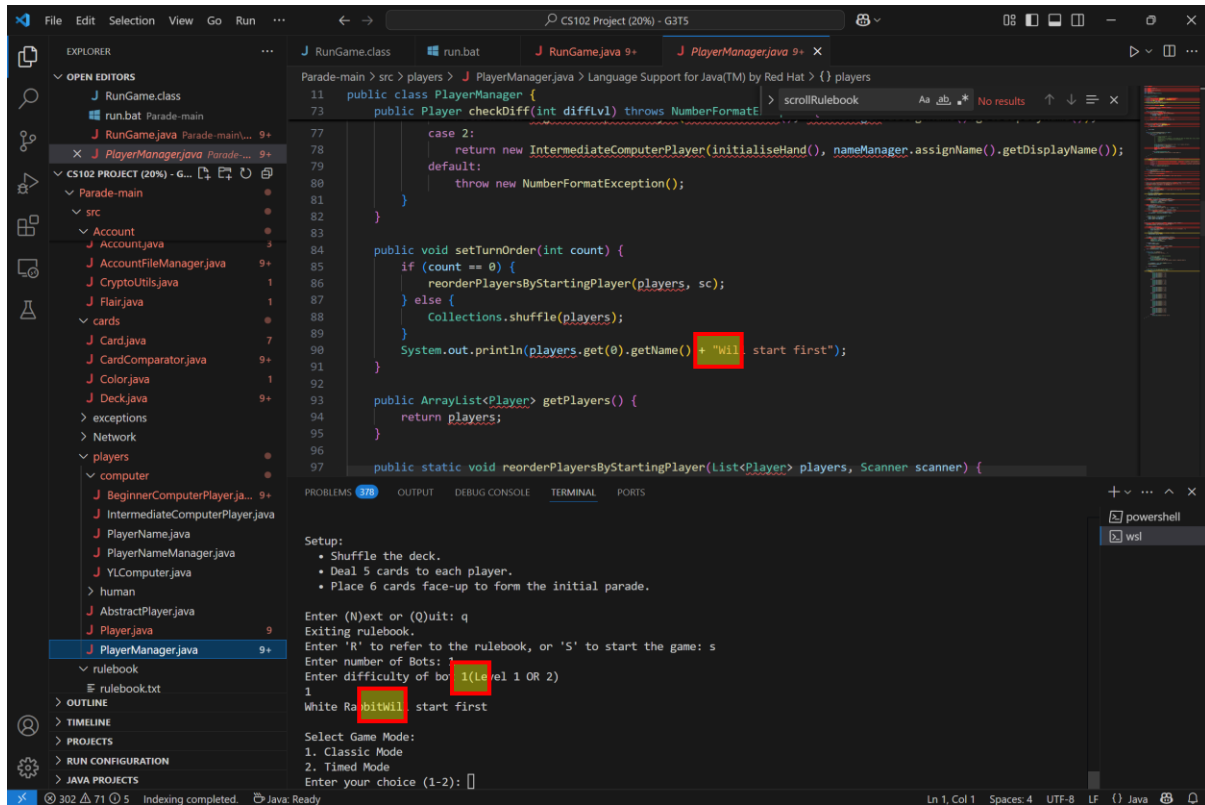 File Edit Selection View Go Run ··· ← → CS102 Project (20%) - G3T5
EXPLORER ···
OPEN EDITORS
J RunGame.class
run.bat Parade-main
J RunGame.java Parade-main\... 9+
× J PlayerManager.java Parade-... 9+
CS102 PROJECT (20%) - G...
Parade-main
src
Account
J Account.java 3
J AccountFileManager.java 9+
J CryptoUtils.java 1
J Flair.java 1
cards
J Card.java 7
J CardComparator.java 9+
J Color.java 1
J Deck.java 9+
exceptions
Network
players
computer
J BeginnerComputerPlayer.ja... 9+
J IntermediateComputerPlayer.java
J PlayerName.java
J PlayerNameManager.java
J YLComputer.java
human
J AbstractPlayer.java
J Player.java 9
J PlayerManager.java 9+
rulebook
rulebook.txt
OUTLINE
TIMELINE
PROJECTS
RUN CONFIGURATION
JAVA PROJECTS
J RunGame.class run.bat J RunGame.java 9+ J PlayerManager.java 9+ ×
Parade-main > src > players > J PlayerManager.java > Language Support for Java(TM) by Red Hat > {} players
scrollRulebook Aa ab .* No results
11 public class PlayerManager {
73 public Player checkDiff(int diffLvl) throws NumberFormatE
77 case 2:
78 return new IntermediateComputerPlayer(initialiseHand(), nameManager.assignName().getDisplayName());
79 default:
80 throw new NumberFormatException();
81 }
82 }
83
84 public void setTurnOrder(int count) {
85 if (count == 0) {
86 reorderPlayersByStartingPlayer(players, sc);
87 } else {
88 Collections.shuffle(players);
89 }
90 System.out.println(players.get(0).getName() + "Will start first");
91 }
92
93 public ArrayList<Player> getPlayers() {
94 return players;
95 }
96
97 public static void reorderPlayersByStartingPlayer(List<Player> players, Scanner scanner) {
PROBLEMS 378 OUTPUT DEBUG CONSOLE TERMINAL PORTS
powershell
wsl
Setup:
• Shuffle the deck.
• Deal 5 cards to each player.
• Place 6 cards face-up to form the initial parade.
Enter (N)ext or (Q)uit: q
Exiting rulebook.
Enter 'R' to refer to the rulebook, or 'S' to start the game: s
Enter number of Bots: 1
Enter difficulty of bot 1(Level 1 OR 2)
1
White RabbitWill start first
Select Game Mode:
1. Classic Mode
2. Timed Mode
Enter your choice (1-2):
302 71 5 Indexing completed. Java: Ready Ln 1, Col 1 Spaces: 4 UTF-8 LF {} Java